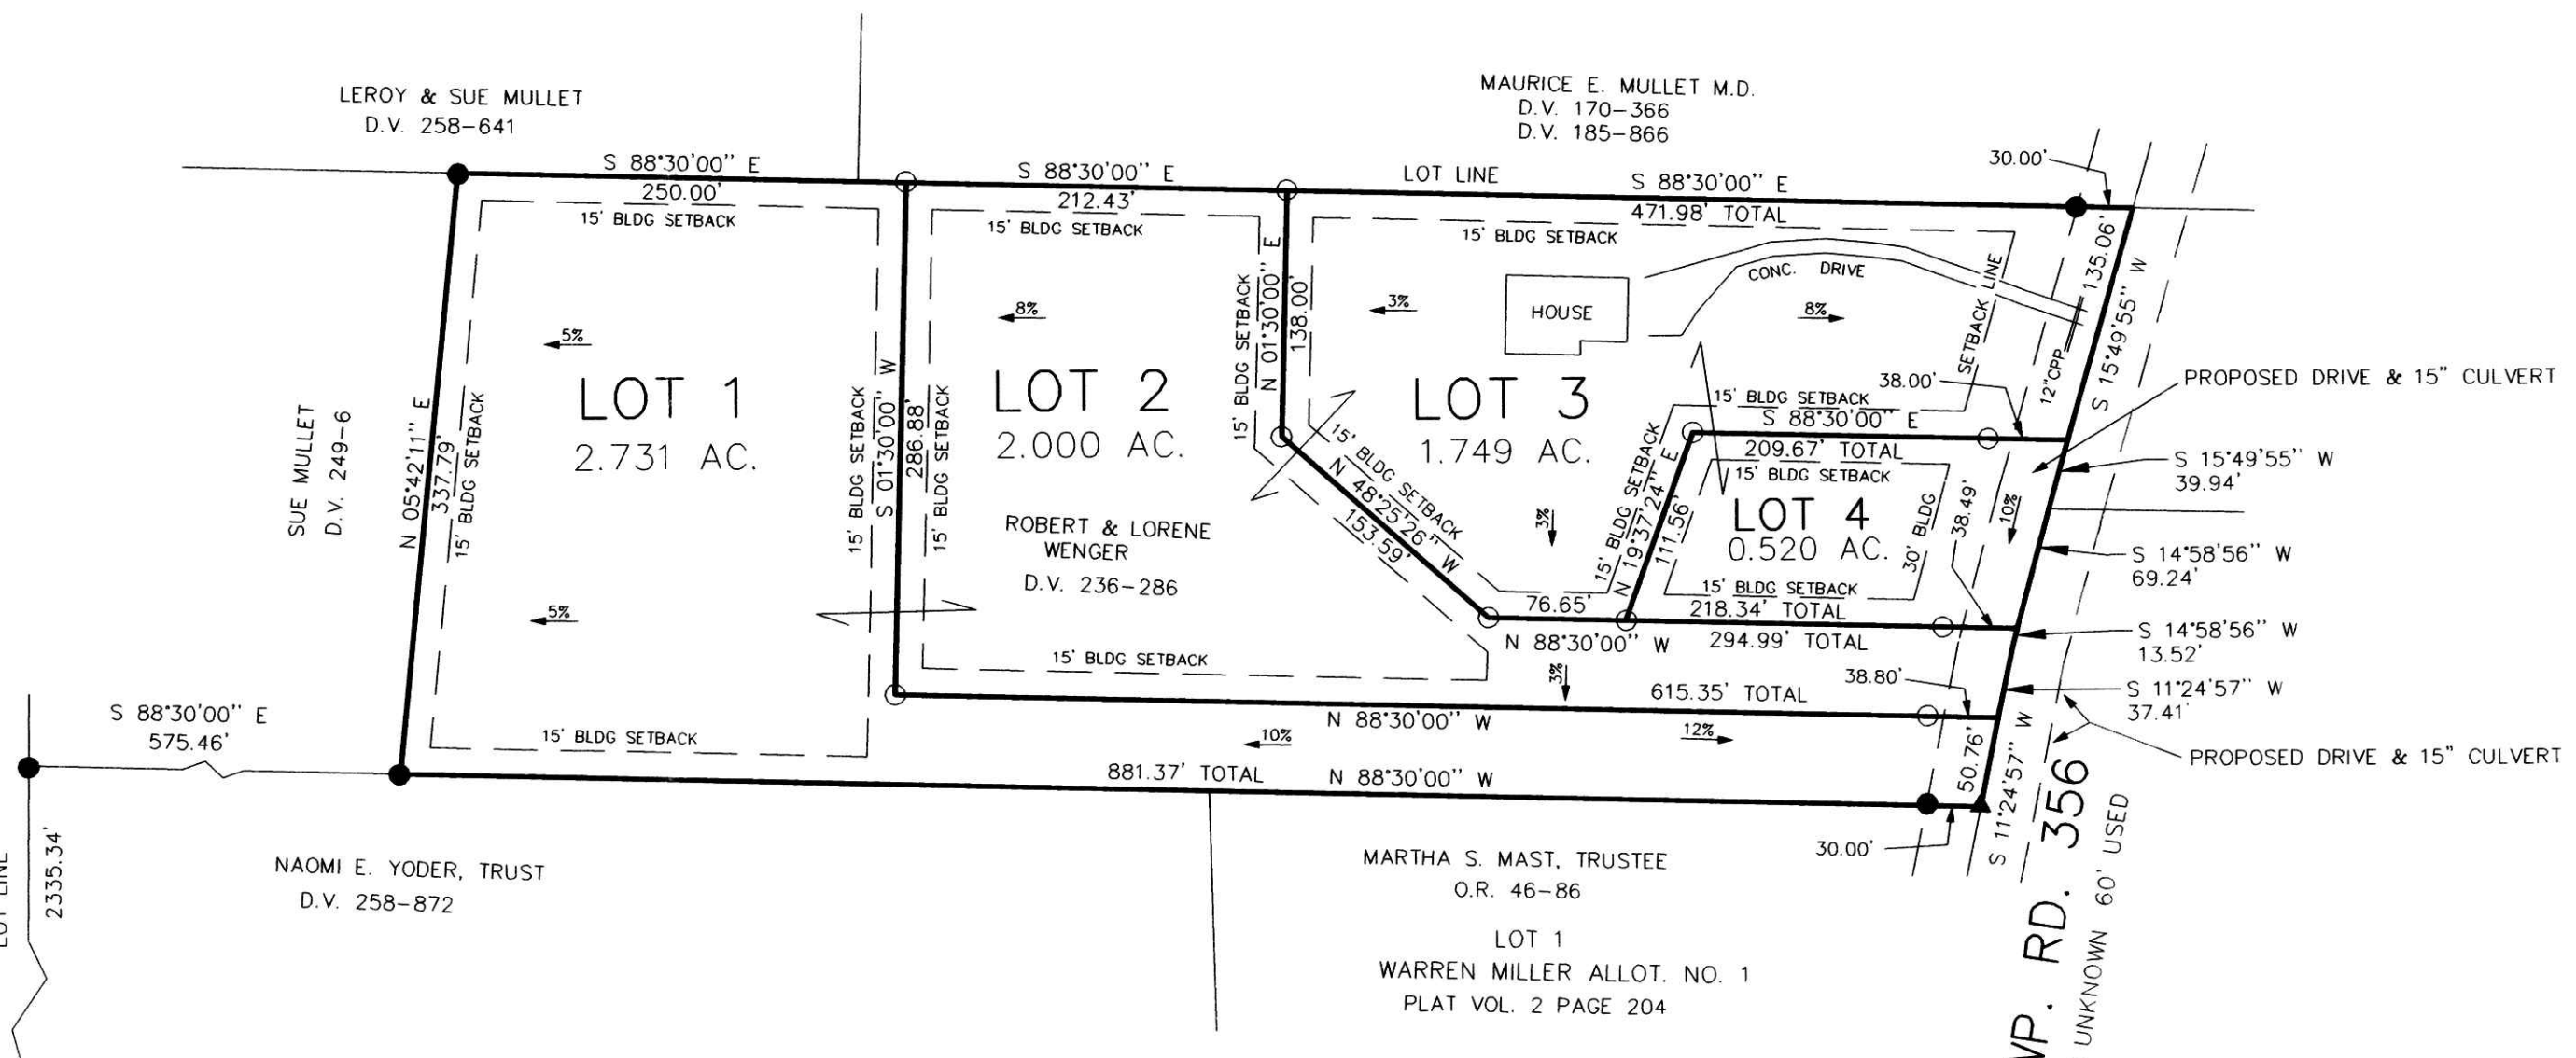 LEROY & SUE MULLET
D.V. 258-641
MAURICE E. MULLET M.D.
D.V. 170-366
D.V. 185-866
30.00'
S 88°30'00" E
250.00'
15' BLDG SETBACK
S 88°30'00" E
212.43'
15' BLDG SETBACK
LOT LINE
S 88°30'00" E
471.98' TOTAL
15' BLDG SETBACK
135.06'
S 15°49'55" W
CONC. DRIVE
HOUSE
SETBACK LINE
12"CPP
5%
8%
3%
8%
N 01°30'00" E
138.00'
15' BLDG SETBACK
LOT 1
2.731 AC.
LOT 2
2.000 AC.
LOT 3
1.749 AC.
38.00'
15' BLDG SETBACK
S 88°30'00" E
209.67' TOTAL
15' BLDG SETBACK
PROPOSED DRIVE & 15" CULVERT
S 15°49'55" W
39.94'
SUE MULLET
D.V. 249-6
N 05°42'11" E
337.79'
15' BLDG SETBACK
15' BLDG SETBACK
S 01°30'00" W
286.88'
15' BLDG SETBACK
15' BLDG SETBACK
N 48°25'26" W
153.59'
15' BLDG SETBACK
N 19°37'24" E
111.56'
LOT 4
0.520 AC.
30' BLDG
38.49'
10%
3%
15' BLDG SETBACK
S 14°58'56" W
69.24'
ROBERT & LORENE
WENGER
D.V. 236-286
5%
76.65'
218.34' TOTAL
N 88°30'00" W
294.99' TOTAL
S 14°58'56" W
13.52'
15' BLDG SETBACK
3%
38.80'
615.35' TOTAL
N 88°30'00" W
S 11°24'57" W
37.41'
S 88°30'00" E
575.46'
15' BLDG SETBACK
10%
12%
50.76'
S 11°24'57" W
PROPOSED DRIVE & 15" CULVERT
881.37' TOTAL
N 88°30'00" W
30.00'
LOT LINE
2335.34'
NAOMI E. YODER, TRUST
D.V. 258-872
MARTHA S. MAST, TRUSTEE
O.R. 46-86
LOT 1
WARREN MILLER ALLOT. NO. 1
PLAT VOL. 2 PAGE 204
RD. 356
UNKNOWN 60' USED